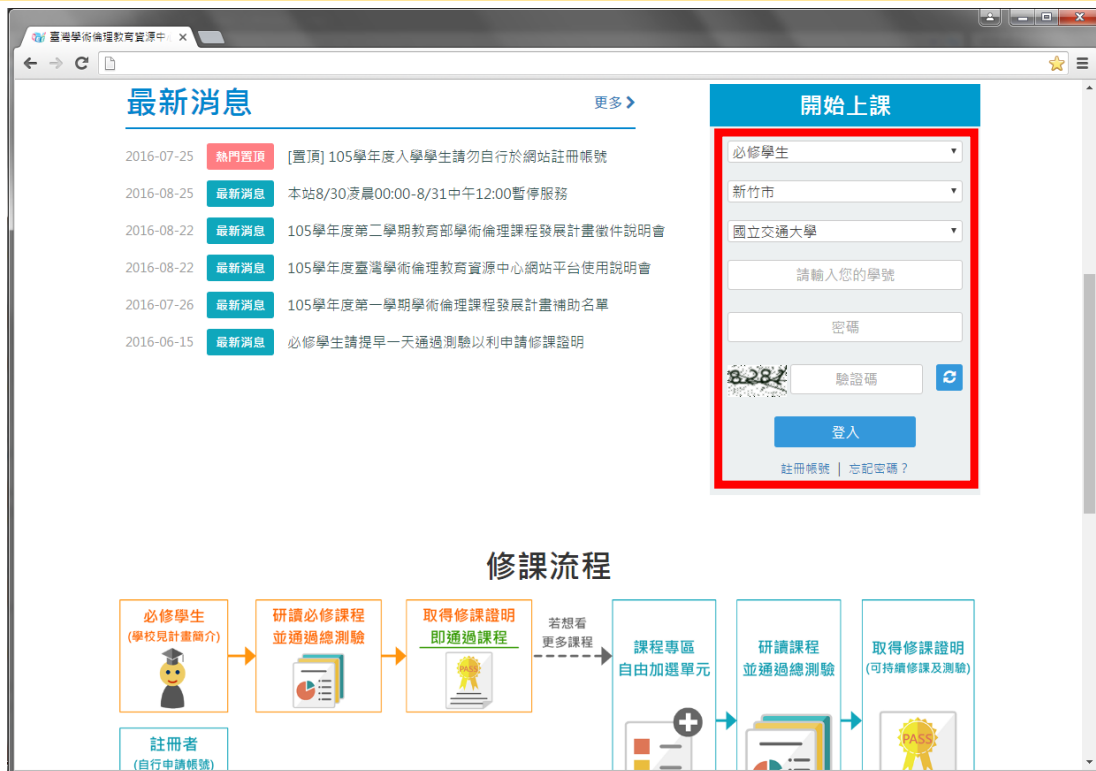 臺灣學術倫理教育資源中
最新消息
更多
2016-07-25 熱門置頂 [置頂] 105學年度入學學生請勿自行於網站註冊帳號
2016-08-25 最新消息 本站8/30凌晨00:00-8/31中午12:00暫停服務
2016-08-22 最新消息 105學年度第二學期教育部學術倫理課程發展計畫徵件說明會
2016-08-22 最新消息 105學年度臺灣學術倫理教育資源中心網站平台使用說明會
2016-07-26 最新消息 105學年度第一學期學術倫理課程發展計畫補助名單
2016-06-15 最新消息 必修學生請提早一天通過測驗以利申請修課證明
開始上課
必修學生
新竹市
國立交通大學
請輸入您的學號
密碼
8281 驗證碼
登入
註冊帳號 | 忘記密碼？
修課流程
必修學生
(學校見計畫簡介)
研讀必修課程
並通過總測驗
取得修課證明
即通過課程
PASS
若想看
更多課程
課程專區
自由加選單元
研讀課程
並通過總測驗
取得修課證明
(可持續修課及測驗)
PASS
註冊者
(自行申請帳號)